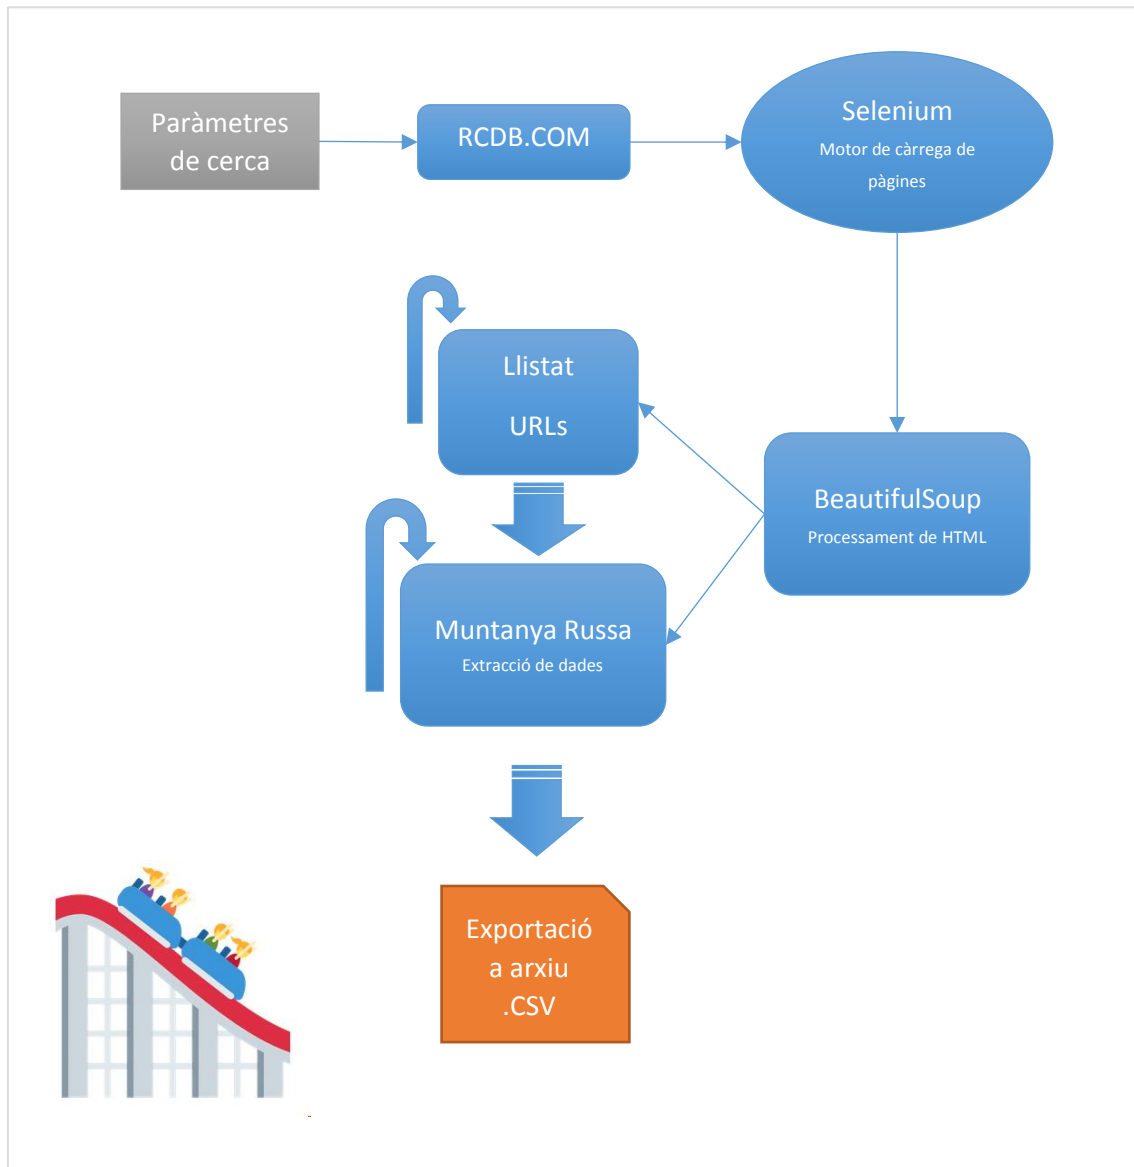 Paràmetres
de cerca
RCDB.COM
Selenium
Motor de càrrega de
pàgines
Llistat
URLs
BeautifulSoup
Processament de HTML
Muntanya Russa
Extracció de dades
Exportació
a arxiu
.CSV